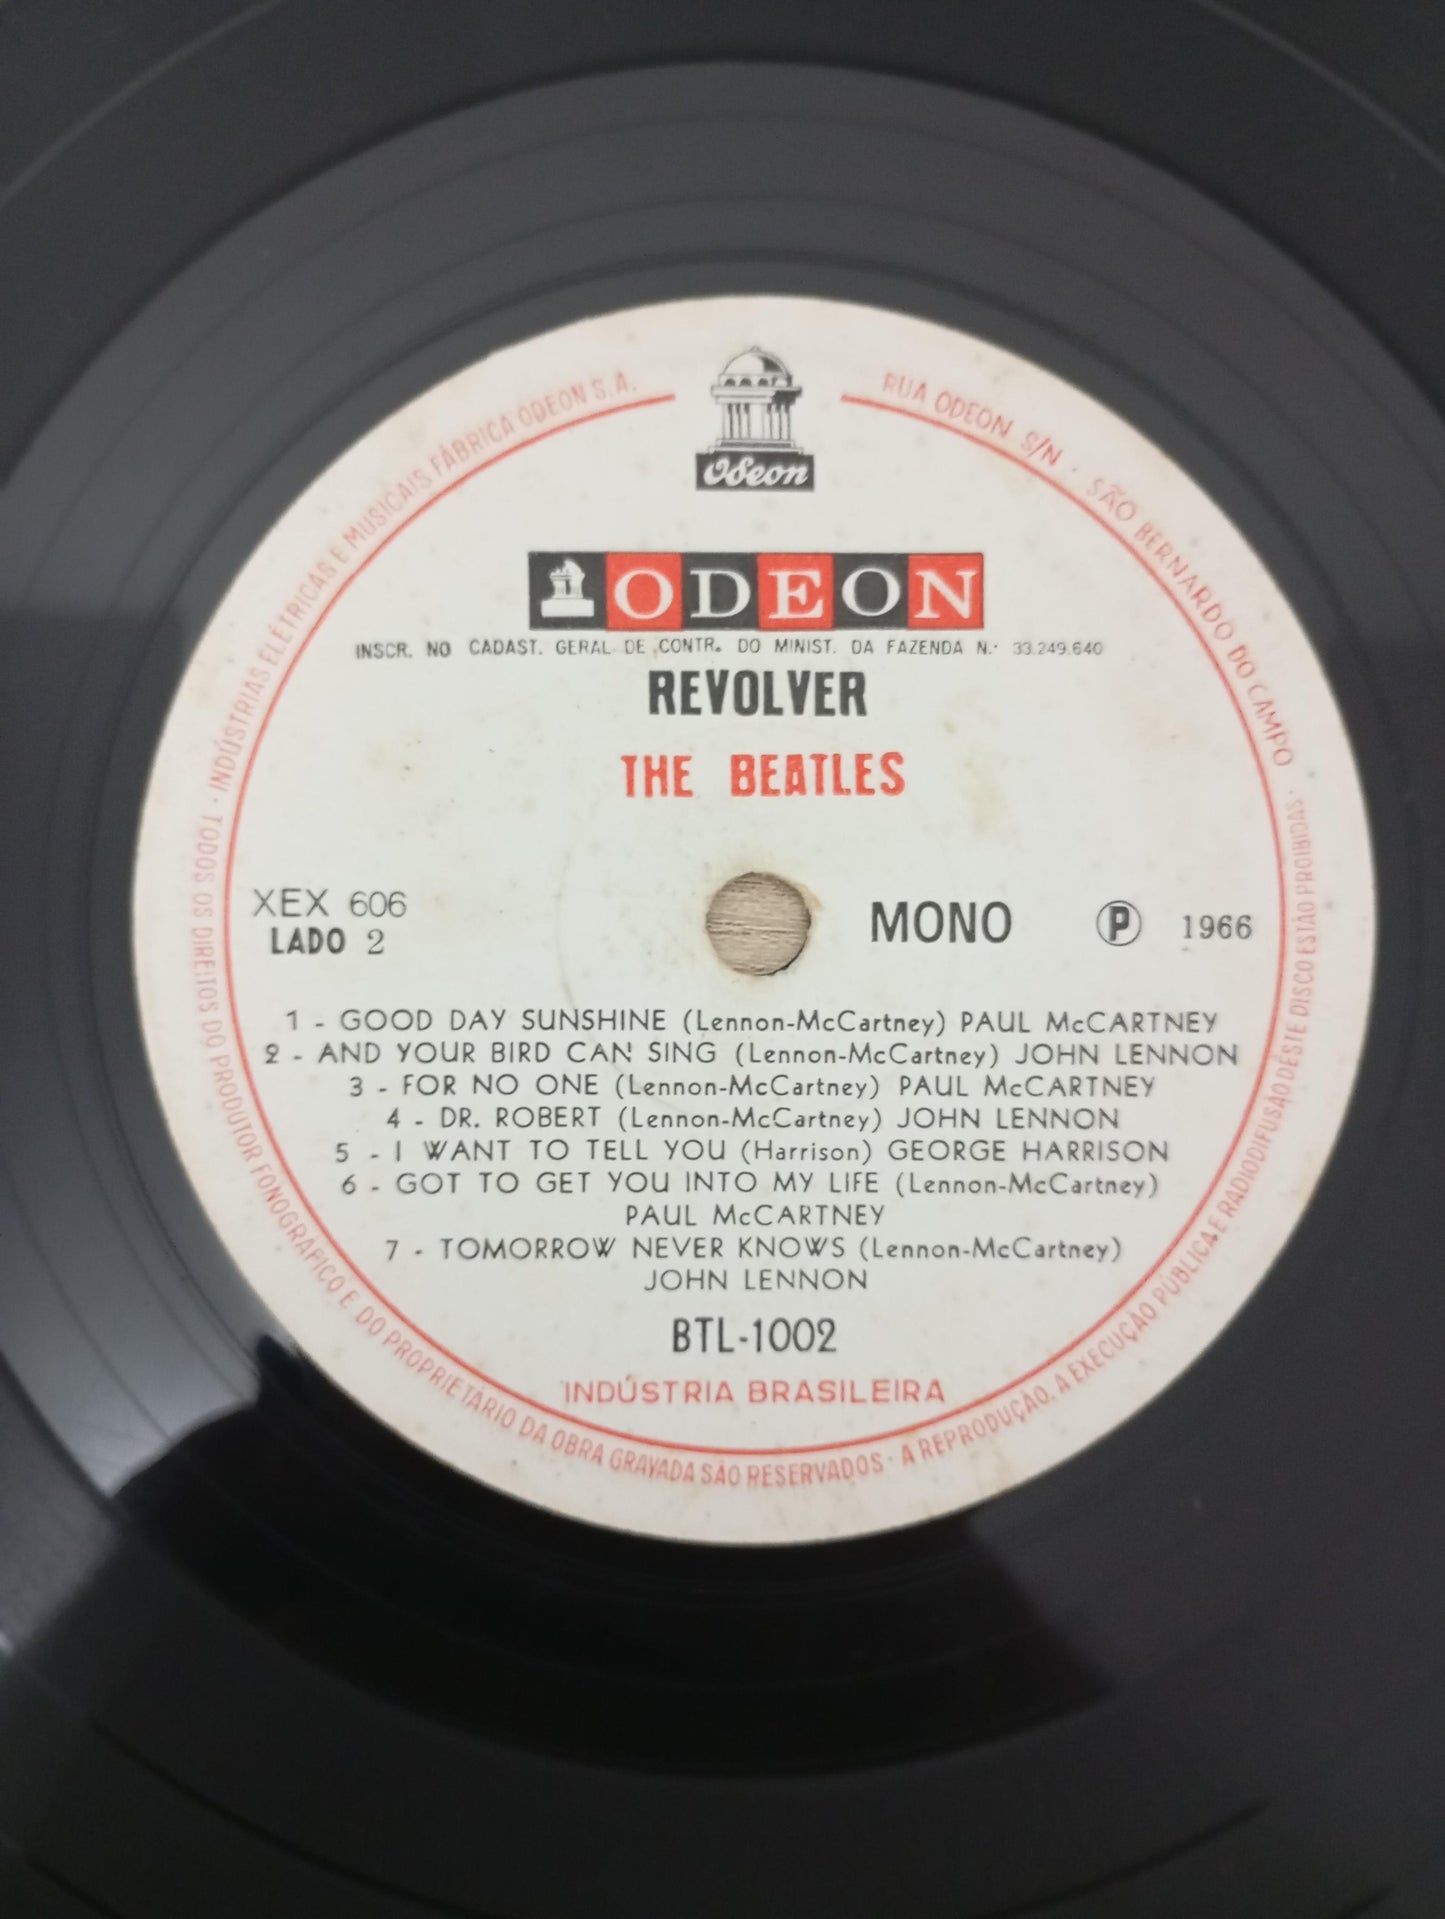 INDÚSTRIAS ELÉTRICAS E MUSICAIS FÁBRICA ODEON S.A.
RUA ODEON S/N · SÃO BERNARDO DO CAMPO
Odeon
ODEON
INSCR. NO CADAST. GERAL DE CONTR. DO MINIST. DA FAZENDA N.º 33.249.640
REVOLVER
THE BEATLES
XEX 606
LADO 2
MONO Ⓟ 1966
1 - GOOD DAY SUNSHINE (Lennon-McCartney) PAUL McCARTNEY
2 - AND YOUR BIRD CAN SING (Lennon-McCartney) JOHN LENNON
3 - FOR NO ONE (Lennon-McCartney) PAUL McCARTNEY
4 - DR. ROBERT (Lennon-McCartney) JOHN LENNON
5 - I WANT TO TELL YOU (Harrison) GEORGE HARRISON
6 - GOT TO GET YOU INTO MY LIFE (Lennon-McCartney)
PAUL McCARTNEY
7 - TOMORROW NEVER KNOWS (Lennon-McCartney)
JOHN LENNON
BTL-1002
INDÚSTRIA BRASILEIRA
TODOS OS DIREITOS DO PRODUTOR FONOGRÁFICO E DO PROPRIETÁRIO DA OBRA GRAVADA SÃO RESERVADOS · A REPRODUÇÃO, A EXECUÇÃO PÚBLICA E RADIODIFUSÃO DÊSTE DISCO ESTÃO PROIBIDAS ·